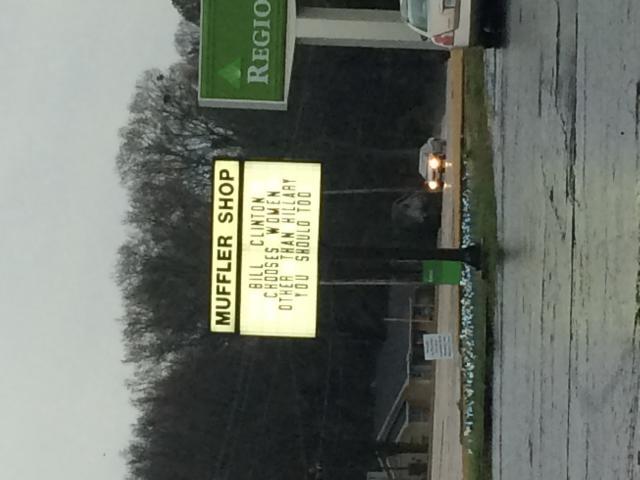 REGIO
MUFFLER SHOP
BILL CLINTON
CHOOSES WOMEN
OTHER THAN HILLARY
YOU SHOULD TOO